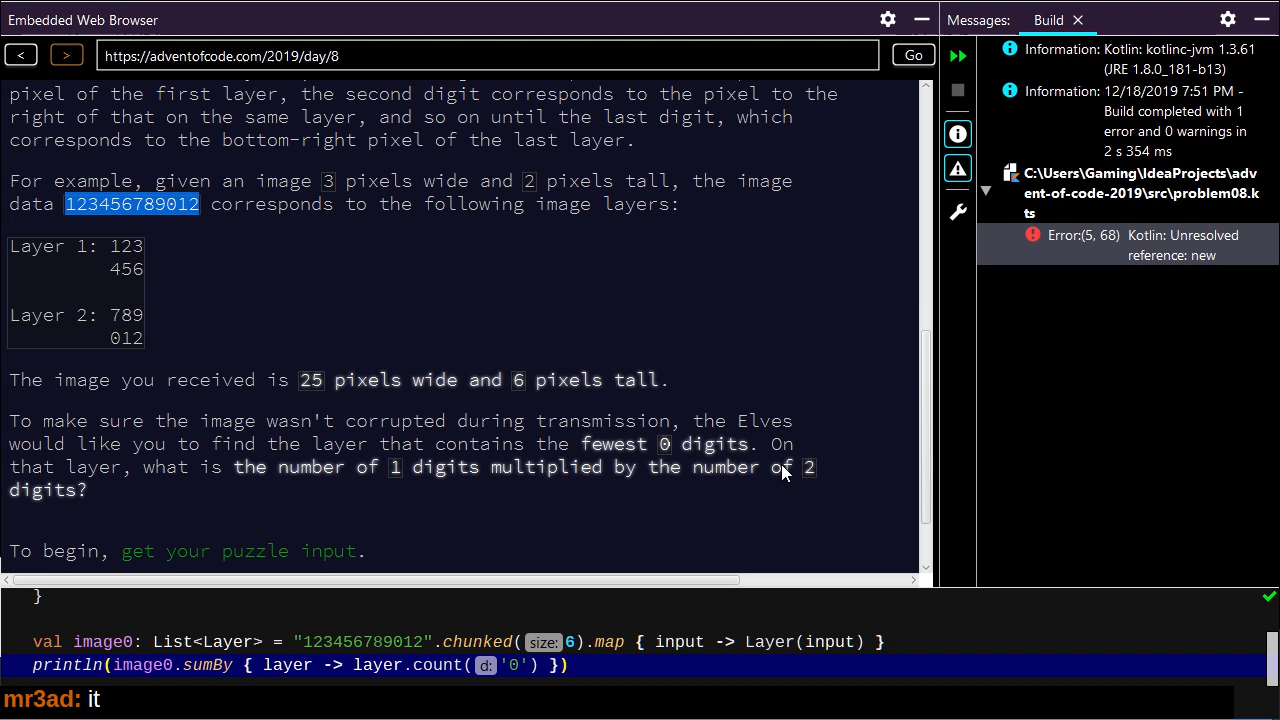 Embedded Web Browser
Messages: Build
< > https://adventofcode.com/2019/day/8 Go
pixel of the first layer, the second digit corresponds to the pixel to the
right of that on the same layer, and so on until the last digit, which
corresponds to the bottom-right pixel of the last layer.
For example, given an image 3 pixels wide and 2 pixels tall, the image
data 123456789012 corresponds to the following image layers:
Layer 1: 123
456
Layer 2: 789
012
The image you received is 25 pixels wide and 6 pixels tall.
To make sure the image wasn't corrupted during transmission, the Elves
would like you to find the layer that contains the fewest 0 digits. On
that layer, what is the number of 1 digits multiplied by the number of 2
digits?
To begin, get your puzzle input.
Information: Kotlin: kotlinc-jvm 1.3.61
(JRE 1.8.0_181-b13)
Information: 12/18/2019 7:51 PM -
Build completed with 1
error and 0 warnings in
2 s 354 ms
C:\Users\Gaming\IdeaProjects\adv
ent-of-code-2019\src\problem08.k
ts
Error:(5, 68) Kotlin: Unresolved
reference: new
}
val image0: List<Layer> = "123456789012".chunked( size: 6).map { input -> Layer(input) }
println(image0.sumBy { layer -> layer.count( d: '0') })
mr3ad: it